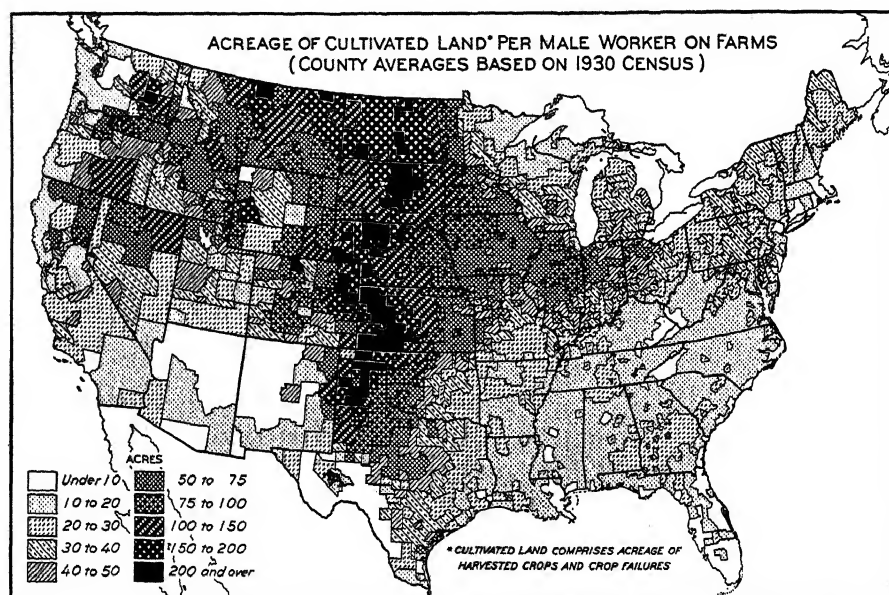 ACREAGE OF CULTIVATED LAND* PER MALE WORKER ON FARMS
(COUNTY AVERAGES BASED ON 1930 CENSUS)
ACRES
Under 10
10 to 20
20 to 30
30 to 40
40 to 50
50 to 75
75 to 100
100 to 150
150 to 200
200 and over
* CULTIVATED LAND COMPRISES ACREAGE OF
HARVESTED CROPS AND CROP FAILURES